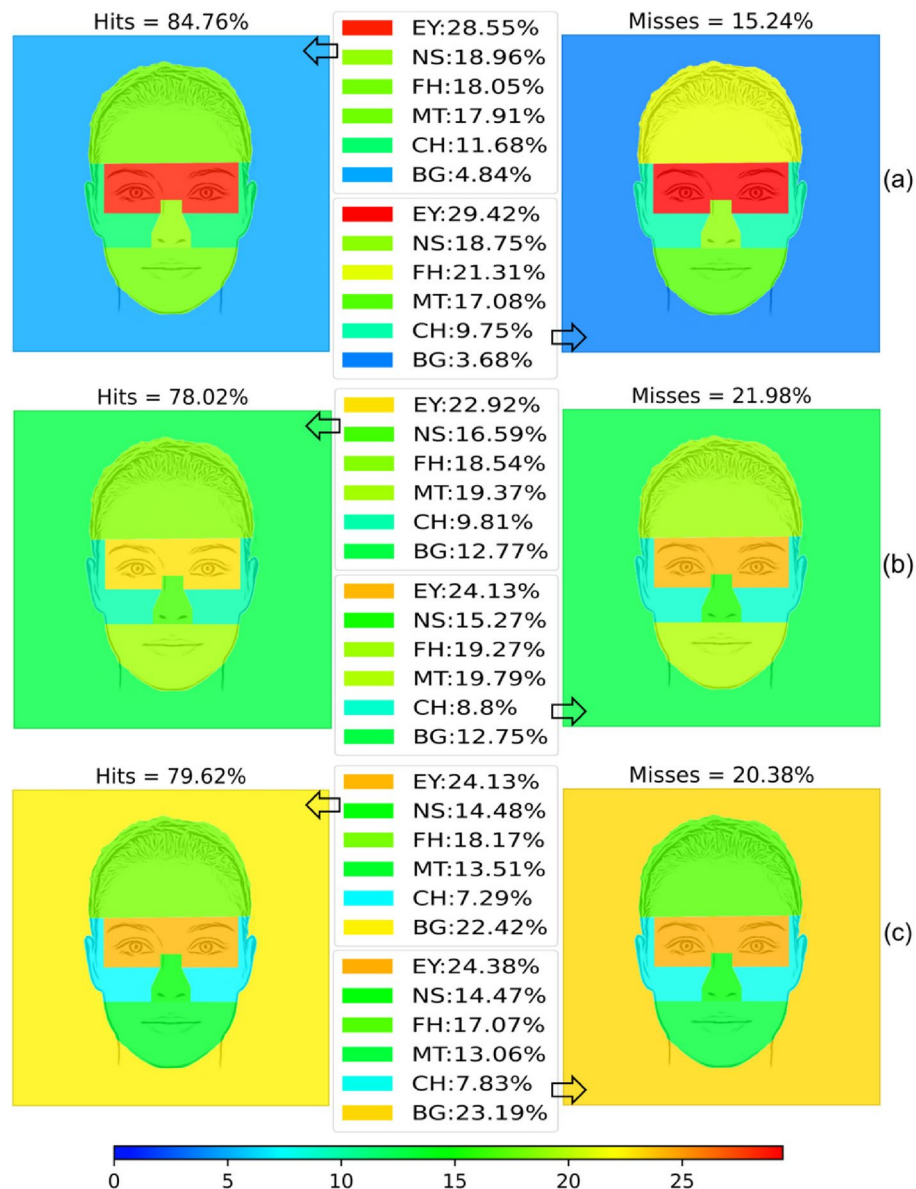 Hits = 84.76%
EY:28.55%
NS:18.96%
FH:18.05%
MT:17.91%
CH:11.68%
BG:4.84%
Misses = 15.24%
(a)
EY:29.42%
NS:18.75%
FH:21.31%
MT:17.08%
CH:9.75%
BG:3.68%
Hits = 78.02%
EY:22.92%
NS:16.59%
FH:18.54%
MT:19.37%
CH:9.81%
BG:12.77%
Misses = 21.98%
(b)
EY:24.13%
NS:15.27%
FH:19.27%
MT:19.79%
CH:8.8%
BG:12.75%
Hits = 79.62%
EY:24.13%
NS:14.48%
FH:18.17%
MT:13.51%
CH:7.29%
BG:22.42%
Misses = 20.38%
(c)
EY:24.38%
NS:14.47%
FH:17.07%
MT:13.06%
CH:7.83%
BG:23.19%
0 5 10 15 20 25